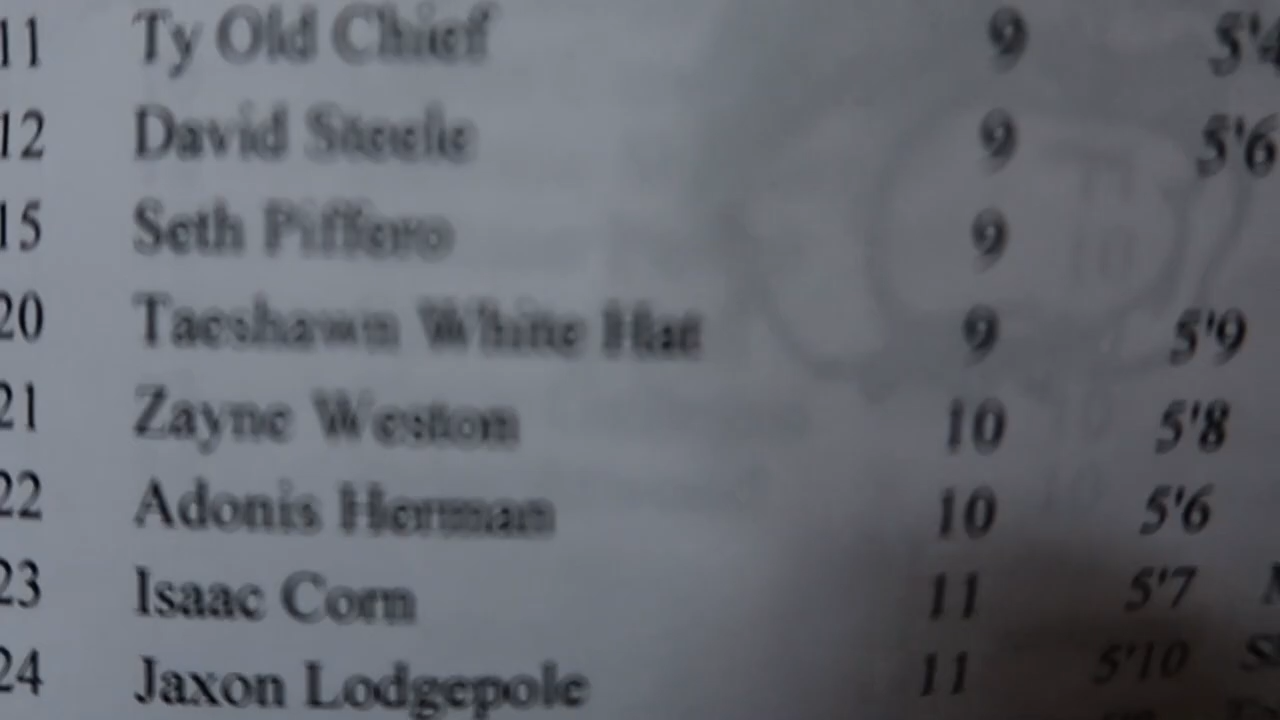 11 Ty Old Chief 9 5'4
12 David Steele 9 5'6
15 Seth Piffero 9
20 Taeshawn White Hat 9 5'9
21 Zayne Weston 10 5'8
22 Adonis Herman 10 5'6
23 Isaac Corn 11 5'7
24 Jaxon Lodgepole 11 5'10